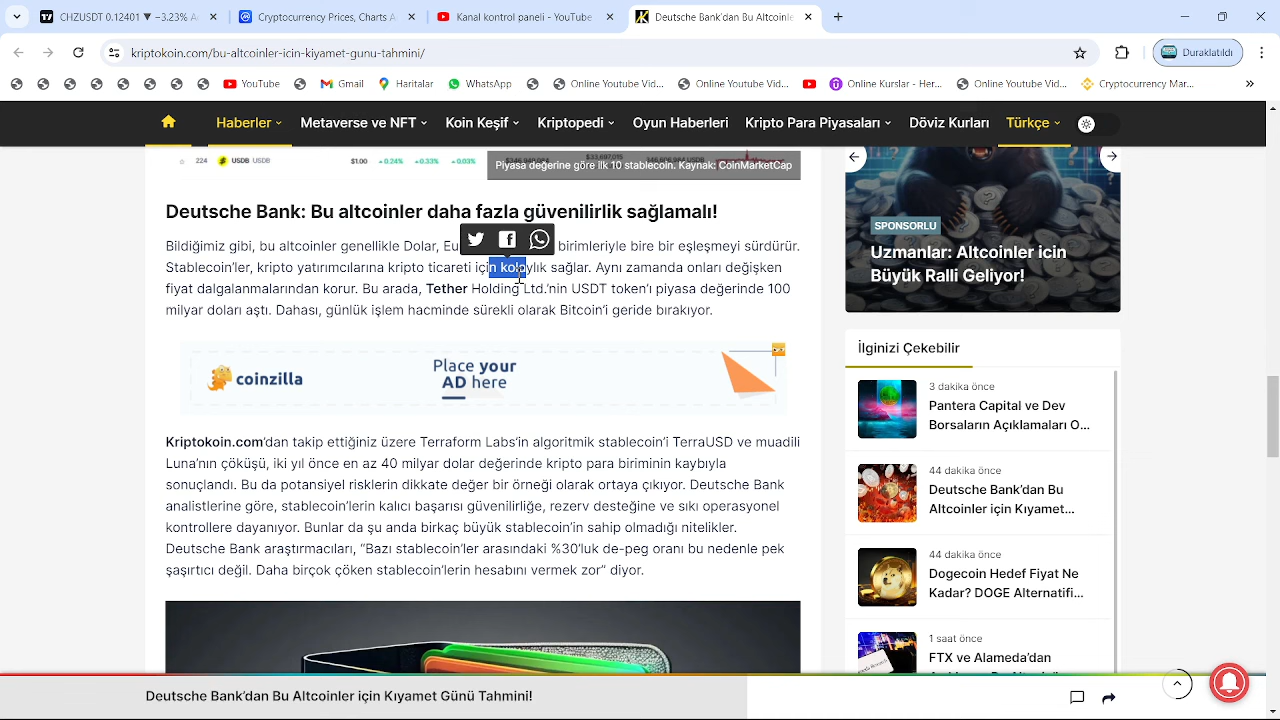 CHZUSDT 0.12401 ▼ −3.23% A
Cryptocurrency Prices, Charts
Kanal kontrol paneli - YouTube
Deutsche Bank'dan Bu Altcoinle
kriptokoin.com/bu-altcoinler-icin-kiyamet-gunu-tahmini/
Duraklatıldı
YouTube
Gmail
Haritalar
WhatsApp
Online Youtube Vid...
Online Youtube Vid...
Online Kurslar - Her...
Online Youtube Vid...
Cryptocurrency Mar...
Haberler
Metaverse ve NFT
Koin Keşif
Kriptopedi
Oyun Haberleri
Kripto Para Piyasaları
Döviz Kurları
Türkçe
224 USDB USDB $1.00 0.24% 0.33% 0.03%
Piyasa değerine göre ilk 10 stablecoin. Kaynak: CoinMarketCap
Deutsche Bank: Bu altcoinler daha fazla güvenilirlik sağlamalı!
Bildiğimiz gibi, bu altcoinler genellikle Dolar, Eu birimleriyle bire bir eşleşmeyi sürdürür.
Stablecoin'ler, kripto yatırımcılarına kripto ticareti için kolaylık sağlar. Aynı zamanda onları değişken
fiyat dalgalanmalarından korur. Bu arada, Tether Holding Ltd.'nin USDT token'ı piyasa değerinde 100
milyar doları aştı. Dahası, günlük işlem hacminde sürekli olarak Bitcoin'i geride bırakıyor.
coinzilla
Place your
AD here
Kriptokoin.com'dan takip ettiğiniz üzere Terraform Labs'in algoritmik stablecoin'i TerraUSD ve muadili
Luna'nın çöküşü, iki yıl önce en az 40 milyar dolar değerinde kripto para biriminin kaybıyla
sonuçlandı. Bu da potansiyel risklerin dikkate değer bir örneği olarak ortaya çıkıyor. Deutsche Bank
analistlerine göre, stablecoin'lerin kalıcı başarısı güvenilirliğe, rezerv desteğine ve sıkı operasyonel
kontrollere dayanıyor. Bunlar da şu anda birkaç büyük stablecoin'in sahip olmadığı nitelikler.
Deutsche Bank araştırmacıları, "Bazı stablecoin'ler arasındaki %30'luk de-peg oranı bu nedenle pek
şaşırtıcı değil. Daha birçok çöken stablecoin'lerin hesabını vermek zor" diyor.
SPONSORLU
Uzmanlar: Altcoinler için
Büyük Ralli Geliyor!
İlginizi Çekebilir
3 dakika önce
Pantera Capital ve Dev
Borsaların Açıklamaları O...
44 dakika önce
Deutsche Bank'dan Bu
Altcoinler için Kıyamet...
44 dakika önce
Dogecoin Hedef Fiyat Ne
Kadar? DOGE Alternatifi...
1 saat önce
FTX ve Alameda'dan
Deutsche Bank'dan Bu Altcoinler için Kıyamet Günü Tahmini!